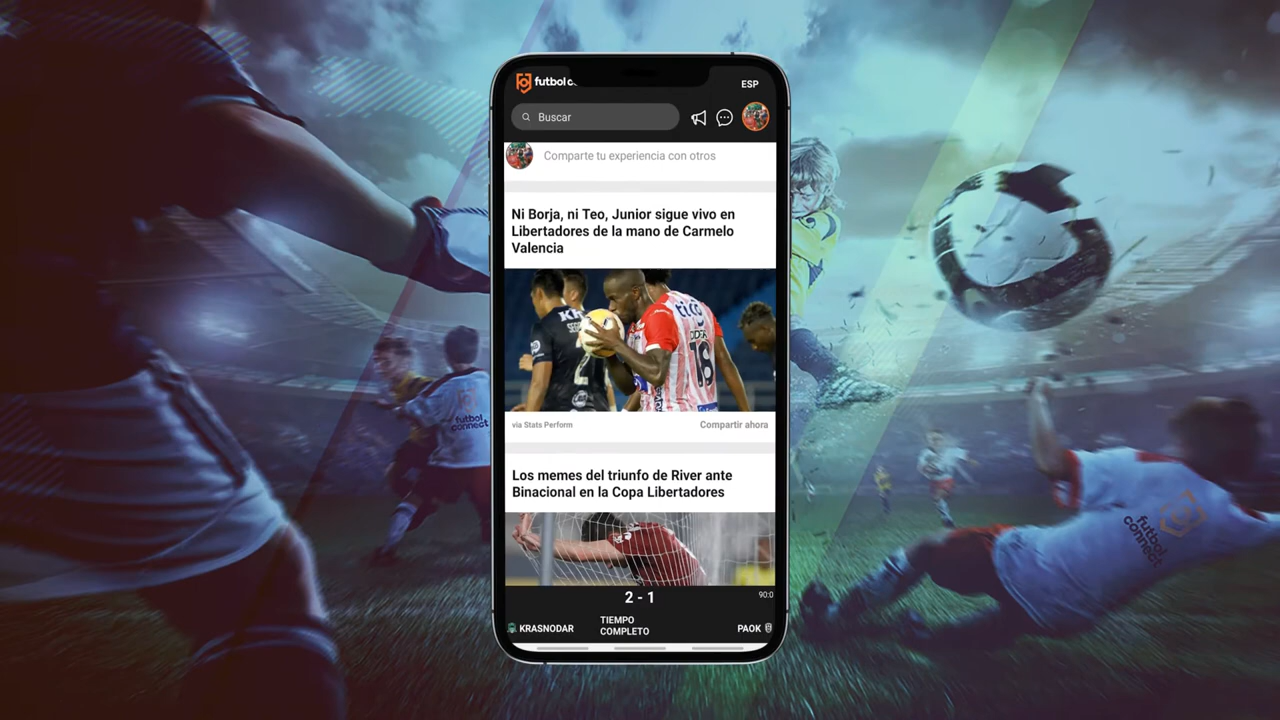 futbol c
ESP
Buscar
Comparte tu experiencia con otros
Ni Borja, ni Teo, Junior sigue vivo en
Libertadores de la mano de Carmelo
Valencia
2
18
via Stats Perform
Compartir ahora
Los memes del triunfo de River ante
Binacional en la Copa Libertadores
2 - 1
90:0
KRASNODAR
TIEMPO
COMPLETO
PAOK
futbol
connect
futbol
connect